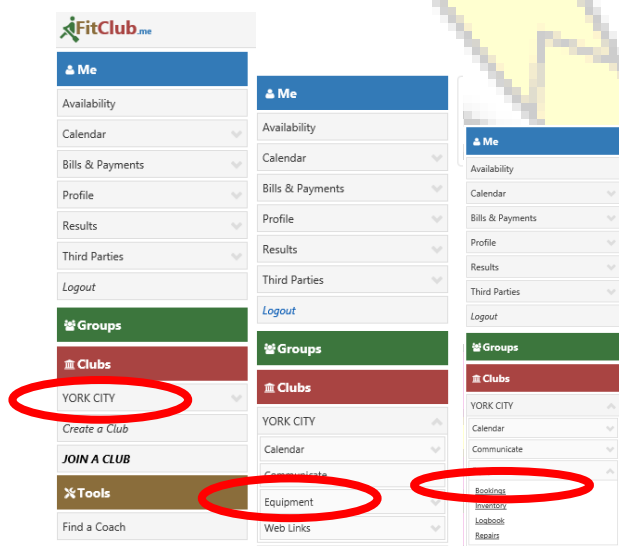 FitClub.me
Me
Availability
Calendar
Bills & Payments
Profile
Results
Third Parties
Logout
Groups
Clubs
YORK CITY
Create a Club
JOIN A CLUB
Tools
Find a Coach
Me
Availability
Calendar
Bills & Payments
Profile
Results
Third Parties
Logout
Groups
Clubs
YORK CITY
Calendar
Communicate
Equipment
Web Links
Me
Availability
Calendar
Bills & Payments
Profile
Results
Third Parties
Logout
Groups
Clubs
YORK CITY
Calendar
Communicate
Bookings
Inventory
Logbook
Repairs